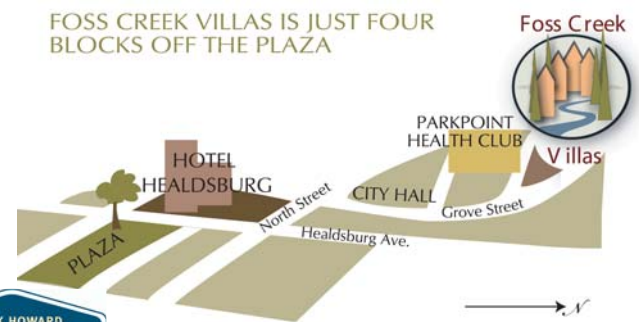 FOSS CREEK VILLAS IS JUST FOUR
BLOCKS OFF THE PLAZA
Foss Creek
Villas
PARKPOINT
HEALTH CLUB
HOTEL
HEALDSBURG
CITY HALL
North Street
Grove Street
Healdsburg Ave.
PLAZA
HOWARD
N